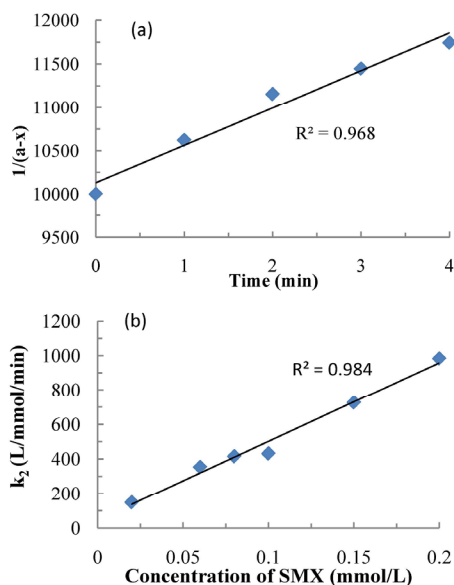 (a)
12000
11500
11000
10500
10000
9500
1/(a-x)
R² = 0.968
0 1 2 3 4
Time (min)
(b)
1200
1000
800
600
400
200
0
k₂ (L/mmol/min)
R² = 0.984
0 0.05 0.1 0.15 0.2
Concentration of SMX (mmol/L)